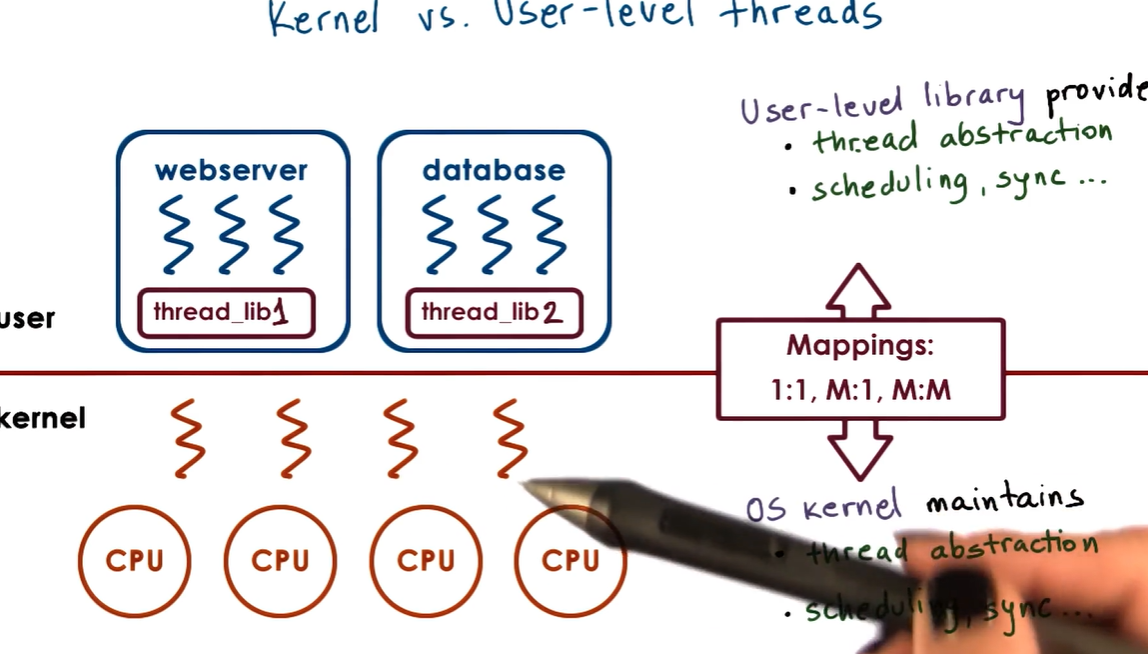 Kernel vs. User-level threads
User-level library provide
• thread abstraction
• scheduling, sync ...
webserver
database
thread_lib1
thread_lib2
user
Mappings:
1:1, M:1, M:M
kernel
OS kernel maintains
• thread abstraction
• scheduling, sync ...
CPU
CPU
CPU
CPU